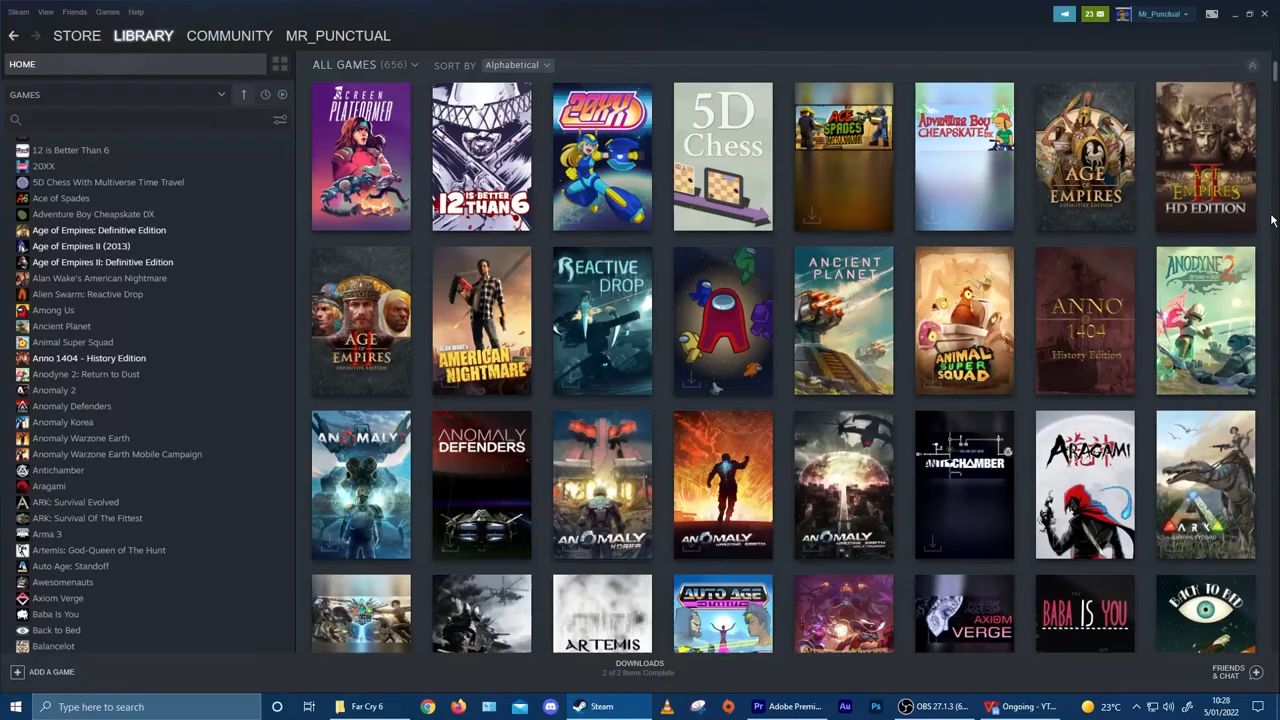 Steam View Friends Games Help
23
Mr_Punctual
STORE LIBRARY COMMUNITY MR_PUNCTUAL
HOME
ALL GAMES (656)
SORT BY Alphabetical
GAMES
12 is Better Than 6
20XX
5D Chess With Multiverse Time Travel
Ace of Spades
Adventure Boy Cheapskate DX
Age of Empires: Definitive Edition
Age of Empires II (2013)
Age of Empires II: Definitive Edition
Alan Wake's American Nightmare
Alien Swarm: Reactive Drop
Among Us
Ancient Planet
Animal Super Squad
Anno 1404 - History Edition
Anodyne 2: Return to Dust
Anomaly 2
Anomaly Defenders
Anomaly Korea
Anomaly Warzone Earth
Anomaly Warzone Earth Mobile Campaign
Antichamber
Aragami
ARK: Survival Evolved
ARK: Survival Of The Fittest
Arma 3
Artemis: God-Queen of The Hunt
Auto Age: Standoff
Awesomenauts
Axiom Verge
Baba Is You
Back to Bed
Balancelot
SCREEN
PLATFORMER
12 IS BETTER
THAN 6
20XX
5D
Chess
ACE OF
SPADES
ADVENTURE BOY
CHEAPSKATE DX
AGE OF
EMPIRES
DEFINITIVE EDITION
AGE OF
EMPIRES
II
HD EDITION
AGE OF
EMPIRES
DEFINITIVE EDITION
ALAN WAKE'S
AMERICAN
NIGHTMARE
REACTIVE
DROP
ANCIENT
PLANET
ANIMAL
SUPER
SQUAD
ANNO
1404
History Edition
ANODYNE 2
ANOMALY 2
ANOMALY
DEFENDERS
ANOMALY
KOREA
ANOMALY
WARZONE EARTH
ANOMALY
ANTICHAMBER
ARAGAMI
ARK
SURVIVAL EVOLVED
ARTEMIS
AUTO AGE
STANDOFF
AXIOM
VERGE
BABA IS YOU
BACK TO BED
ADD A GAME
DOWNLOADS
2 of 2 Items Complete
FRIENDS
& CHAT
Type here to search
Far Cry 6
Steam
Adobe Premi...
OBS 27.1.3 (6...
Ongoing - YT...
23°C
10:28
5/01/2022